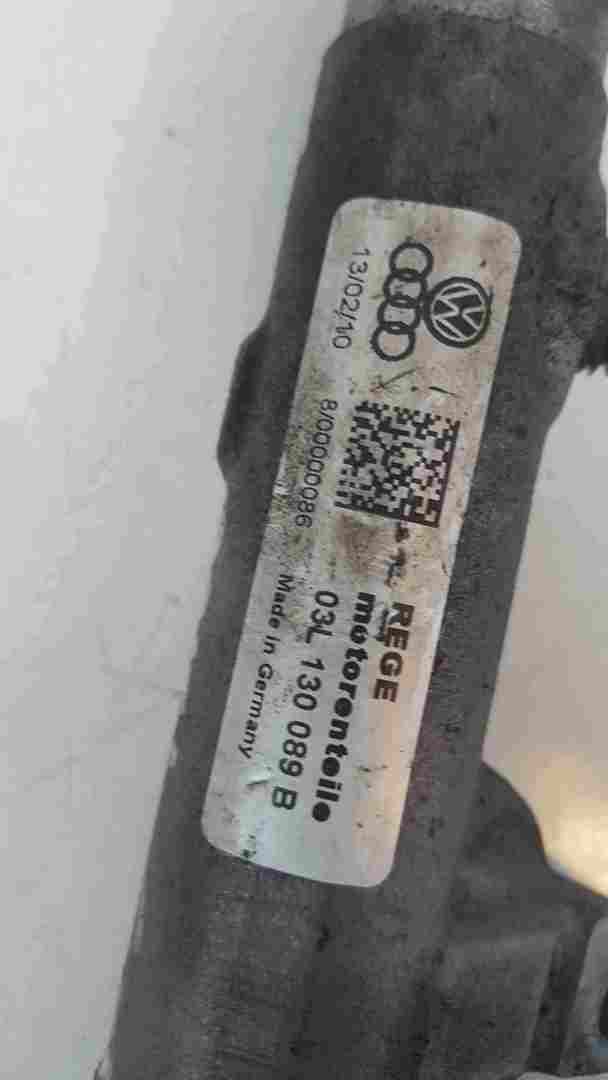 13/02/10
8/00000086
REGE
motorenteile
03L 130 089 B
Made in Germany